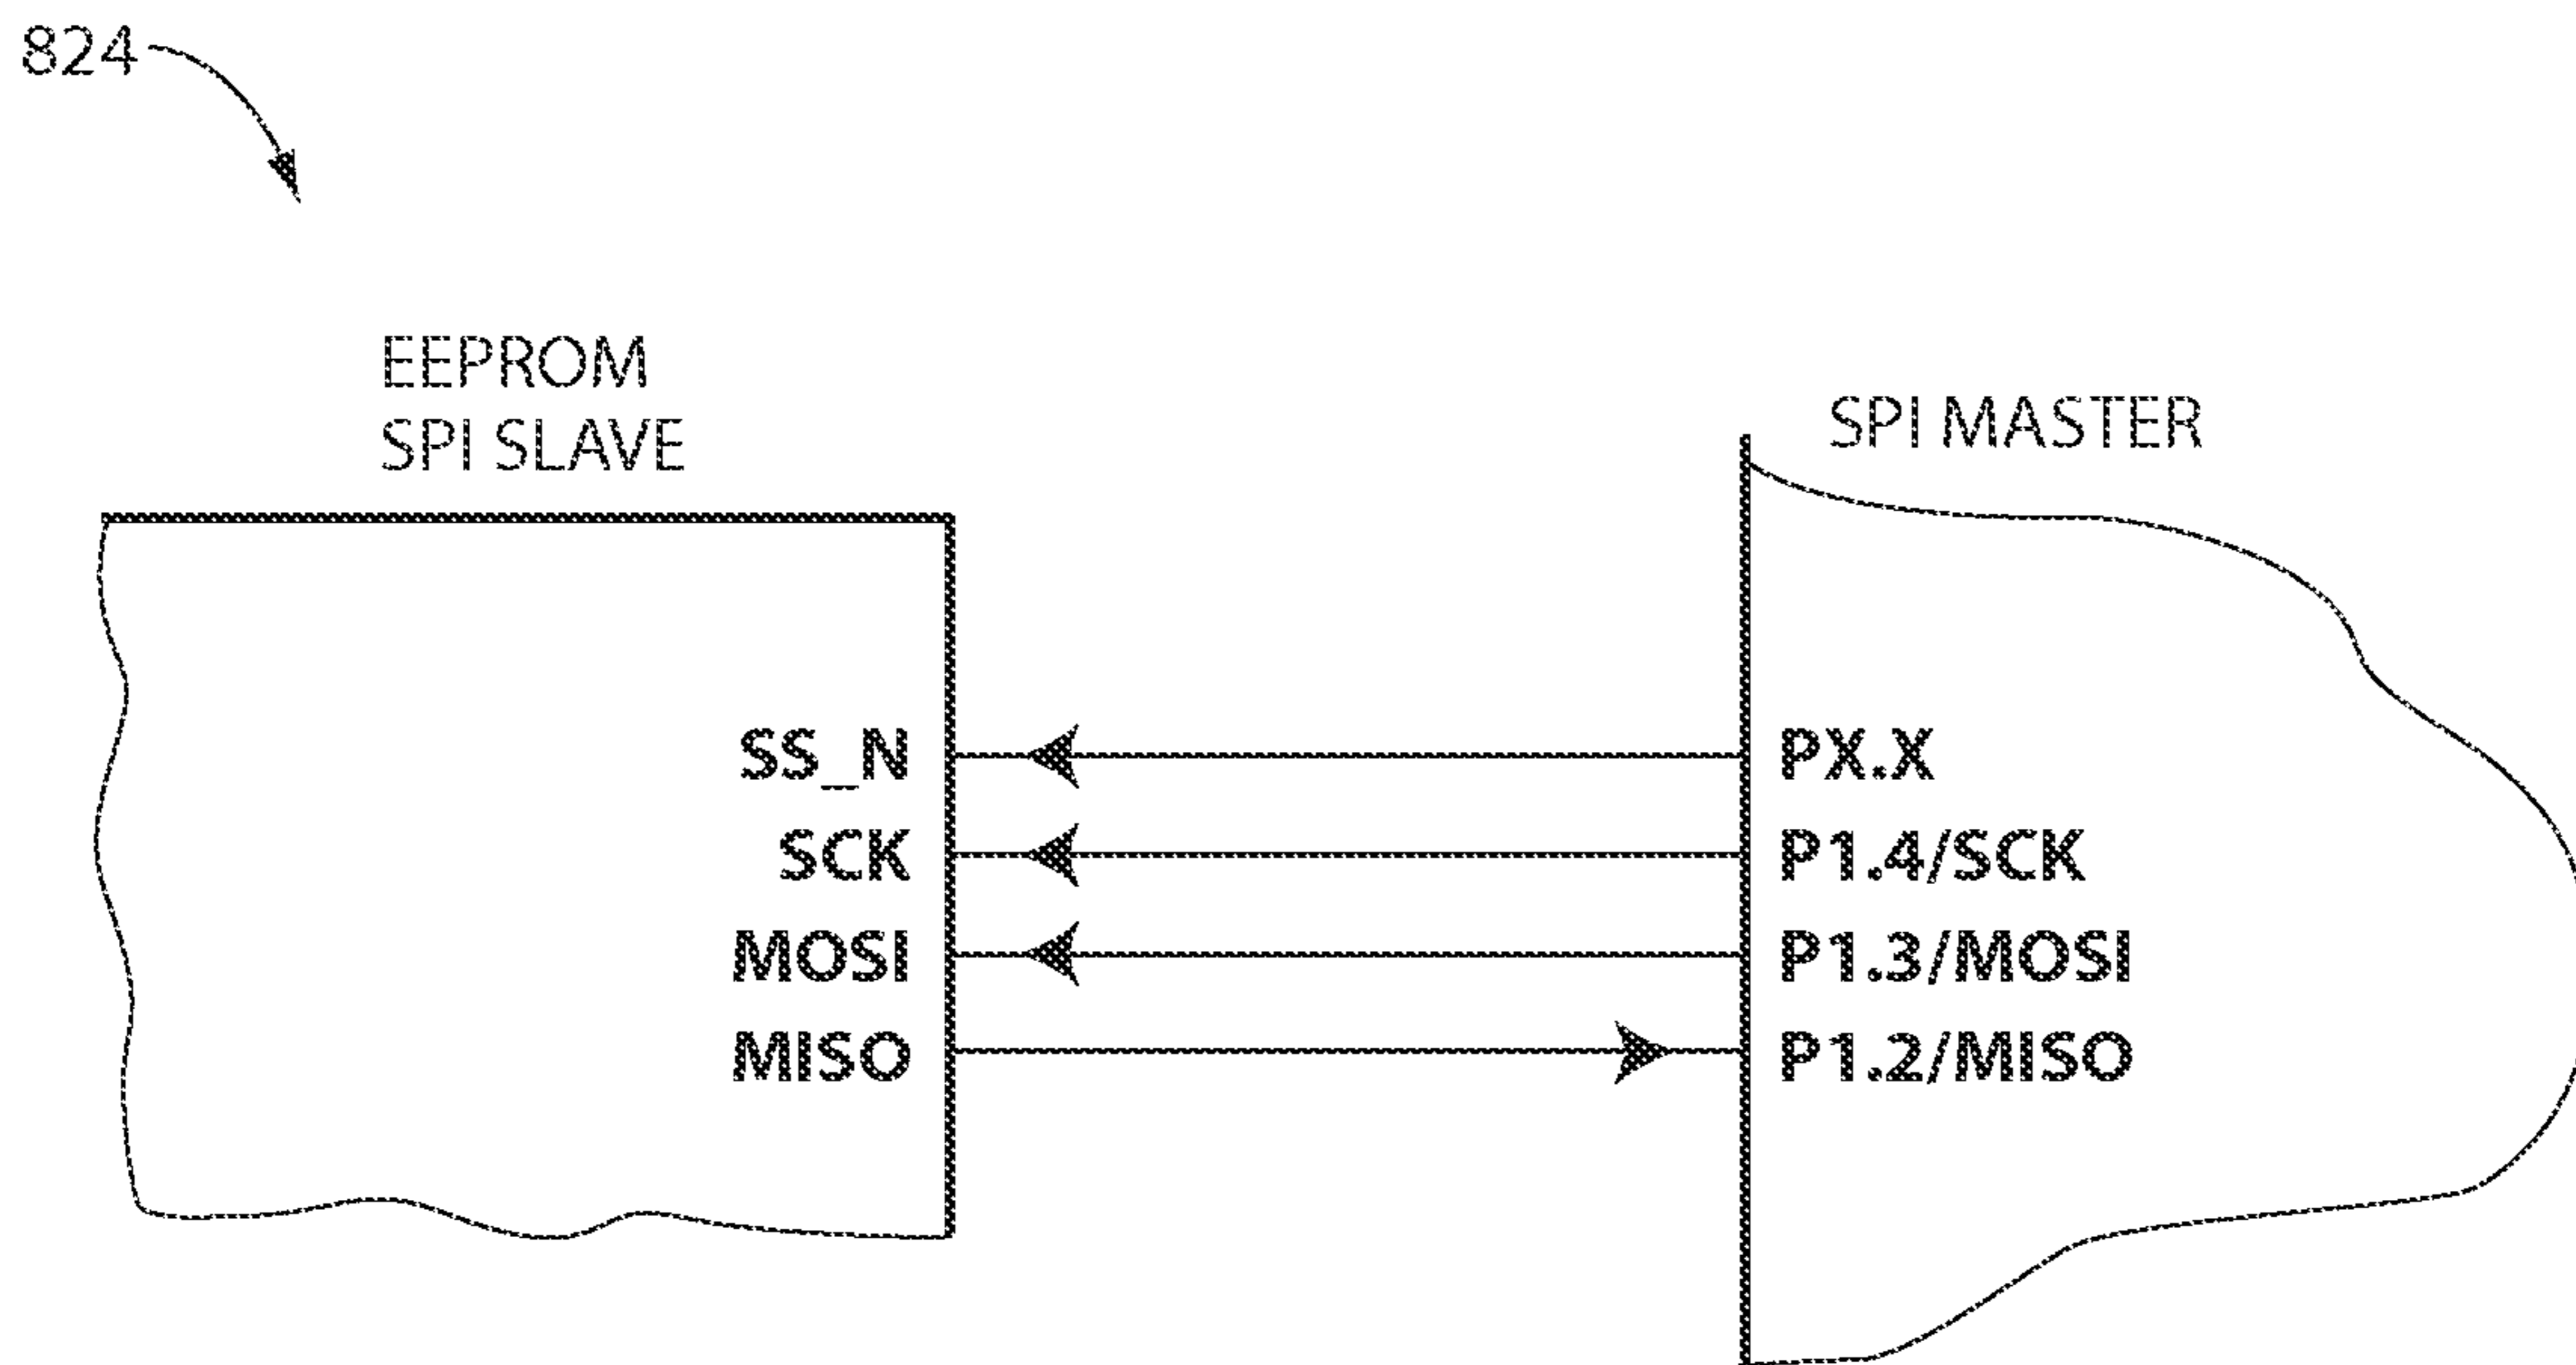 824
EEPROM
SPI SLAVE
SPI MASTER
SS_N
PX.X
SCK
P1.4/SCK
MOSI
P1.3/MOSI
MISO
P1.2/MISO